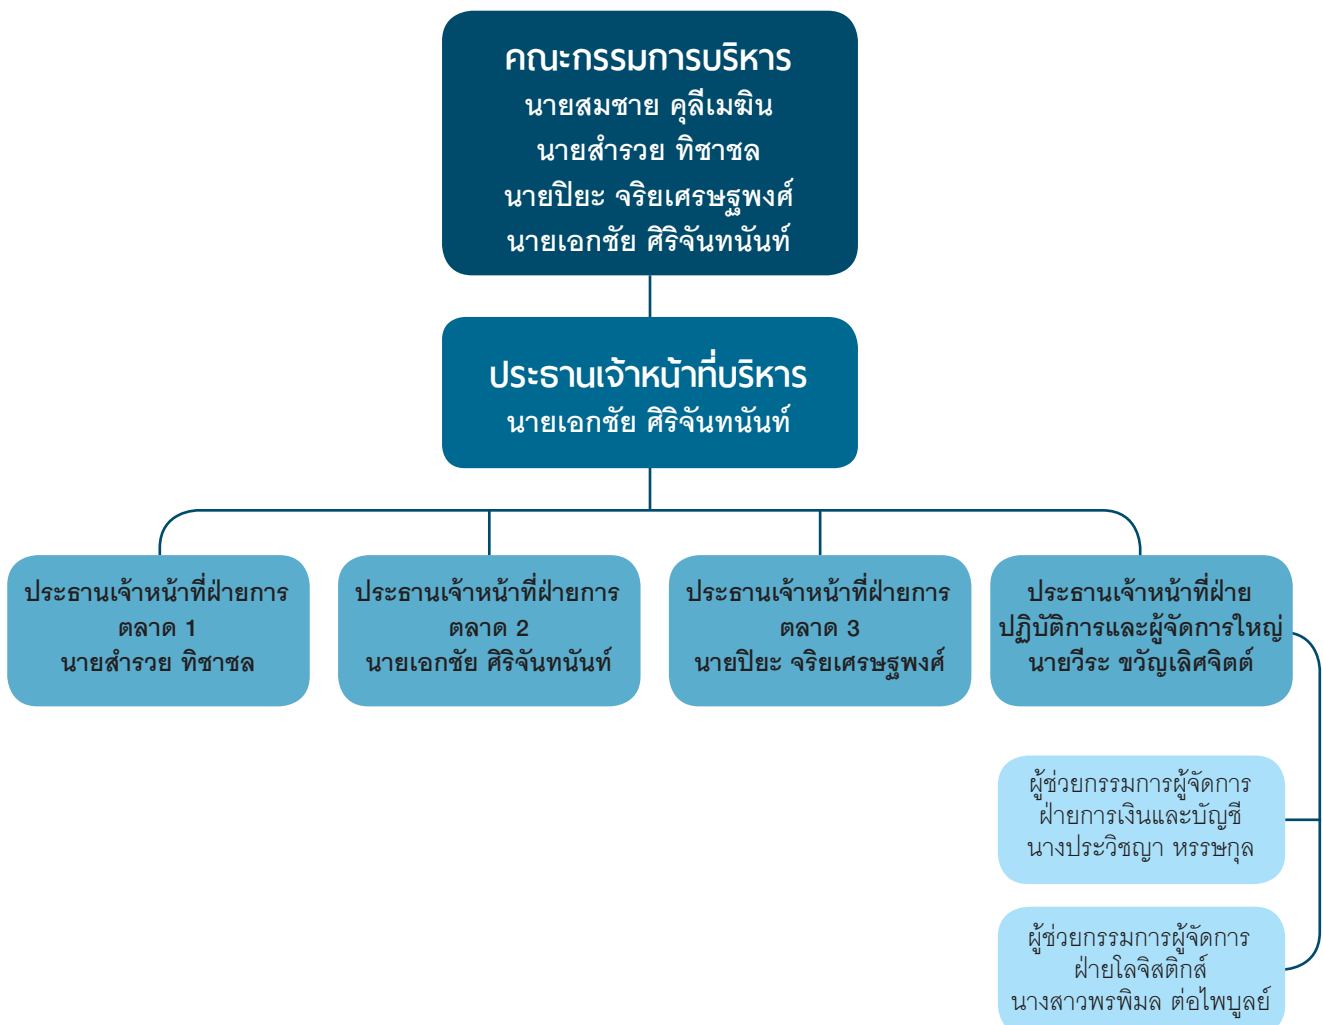 คณะกรรมการบริหาร
นายสมชาย คุลีเมฆิน
นายสำรวย ทิชาชล
นายปิยะ จริยเศรษฐพงศ์
นายเอกชัย ศิริจันทนันท์
ประธานเจ้าหน้าที่บริหาร
นายเอกชัย ศิริจันทนันท์
ประธานเจ้าหน้าที่ฝ่ายการ
ตลาด 1
นายสำรวย ทิชาชล
ประธานเจ้าหน้าที่ฝ่ายการ
ตลาด 2
นายเอกชัย ศิริจันทนันท์
ประธานเจ้าหน้าที่ฝ่ายการ
ตลาด 3
นายปิยะ จริยเศรษฐพงศ์
ประธานเจ้าหน้าที่ฝ่าย
ปฏิบัติการและผู้จัดการใหญ่
นายวีระ ขวัญเลิศจิตต์
ผู้ช่วยกรรมการผู้จัดการ
ฝ่ายการเงินและบัญชี
นางประวิชญา หรรษกุล
ผู้ช่วยกรรมการผู้จัดการ
ฝ่ายโลจิสติกส์
นางสาวพรพิมล ต่อไพบูลย์